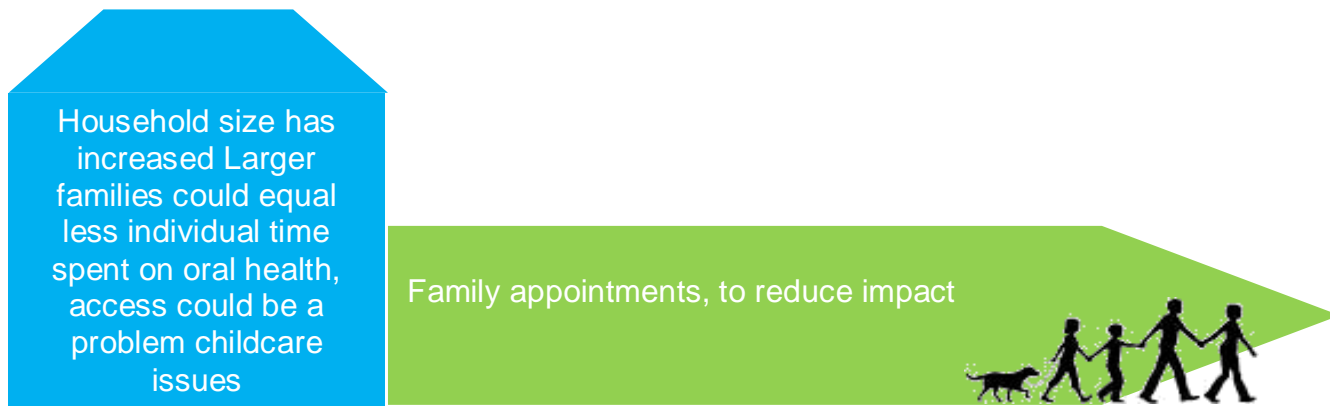 Household size has
increased Larger
families could equal
less individual time
spent on oral health,
access could be a
problem childcare
issues
Family appointments, to reduce impact